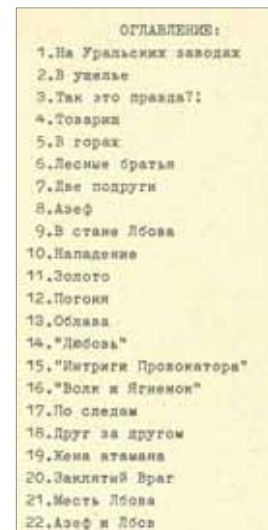 ОГЛАВЛЕНИЕ:
1.На Уральских заводах
2.В ущелье
3.Так это правда?!
4.Товарищ
5.В горах
6.Лесные братья
7.Две подруги
8.Азеф
9.В стане Лбова
10.Нападение
11.Золото
12.Погоня
13.Облава
14."Любовь"
15."Интриги Провокатора"
16."Волк и Ягненок"
17.По следам
18.Друг за другом
19.Жена атамана
20.Заклятый Враг
21.Месть Лбова
22.Азеф и Лбов